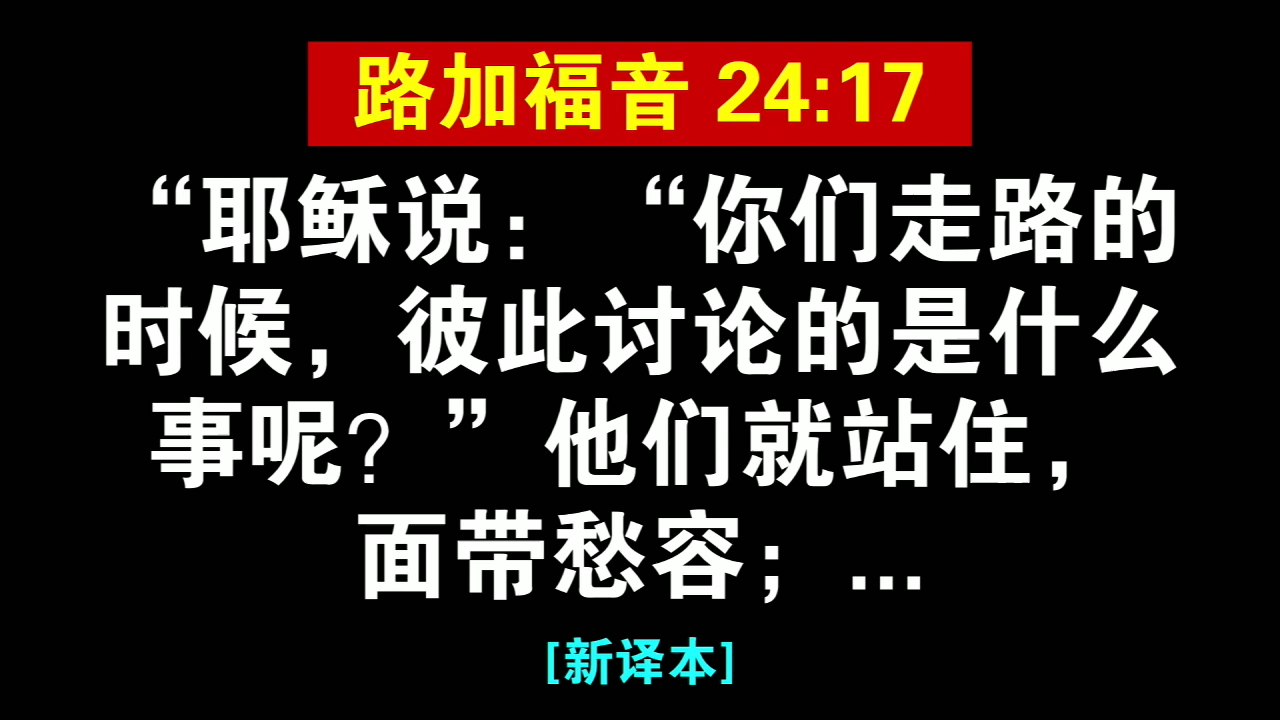 路加福音 24:17
“耶稣说：“你们走路的
时候，彼此讨论的是什么
事呢？”他们就站住，
面带愁容；...
[新译本]